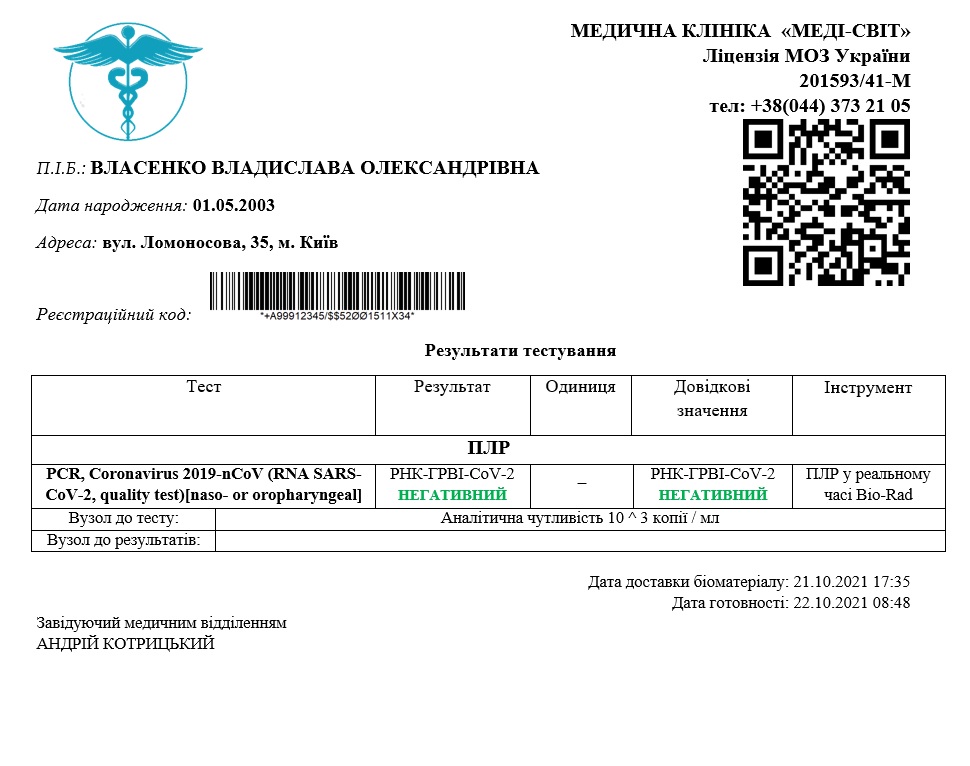 МЕДИЧНА КЛІНІКА «МЕДІ-СВІТ»
Ліцензія МОЗ України
201593/41-М
тел: +38(044) 373 21 05
П.І.Б.: ВЛАСЕНКО ВЛАДИСЛАВА ОЛЕКСАНДРІВНА
Дата народження: 01.05.2003
Адреса: вул. Ломоносова, 35, м. Київ
Реєстраційний код:
*+A99912345/$$52ØØ1511X34*
Результати тестування
Тест Результат Одиниця Довідкові значення Інструмент
ПЛР
PCR, Coronavirus 2019-nCoV (RNA SARS- РНК-ГРВІ-CoV-2 – РНК-ГРВІ-CoV-2 ПЛР у реальному
CoV-2, quality test)[naso- or oropharyngeal] НЕГАТИВНИЙ НЕГАТИВНИЙ часі Bio-Rad
Вузол до тесту: Аналітична чутливість 10 ^ 3 копії / мл
Вузол до результатів:
Дата доставки біоматеріалу: 21.10.2021 17:35
Дата готовності: 22.10.2021 08:48
Завідуючий медичним відділенням
АНДРІЙ КОТРИЦЬКИЙ